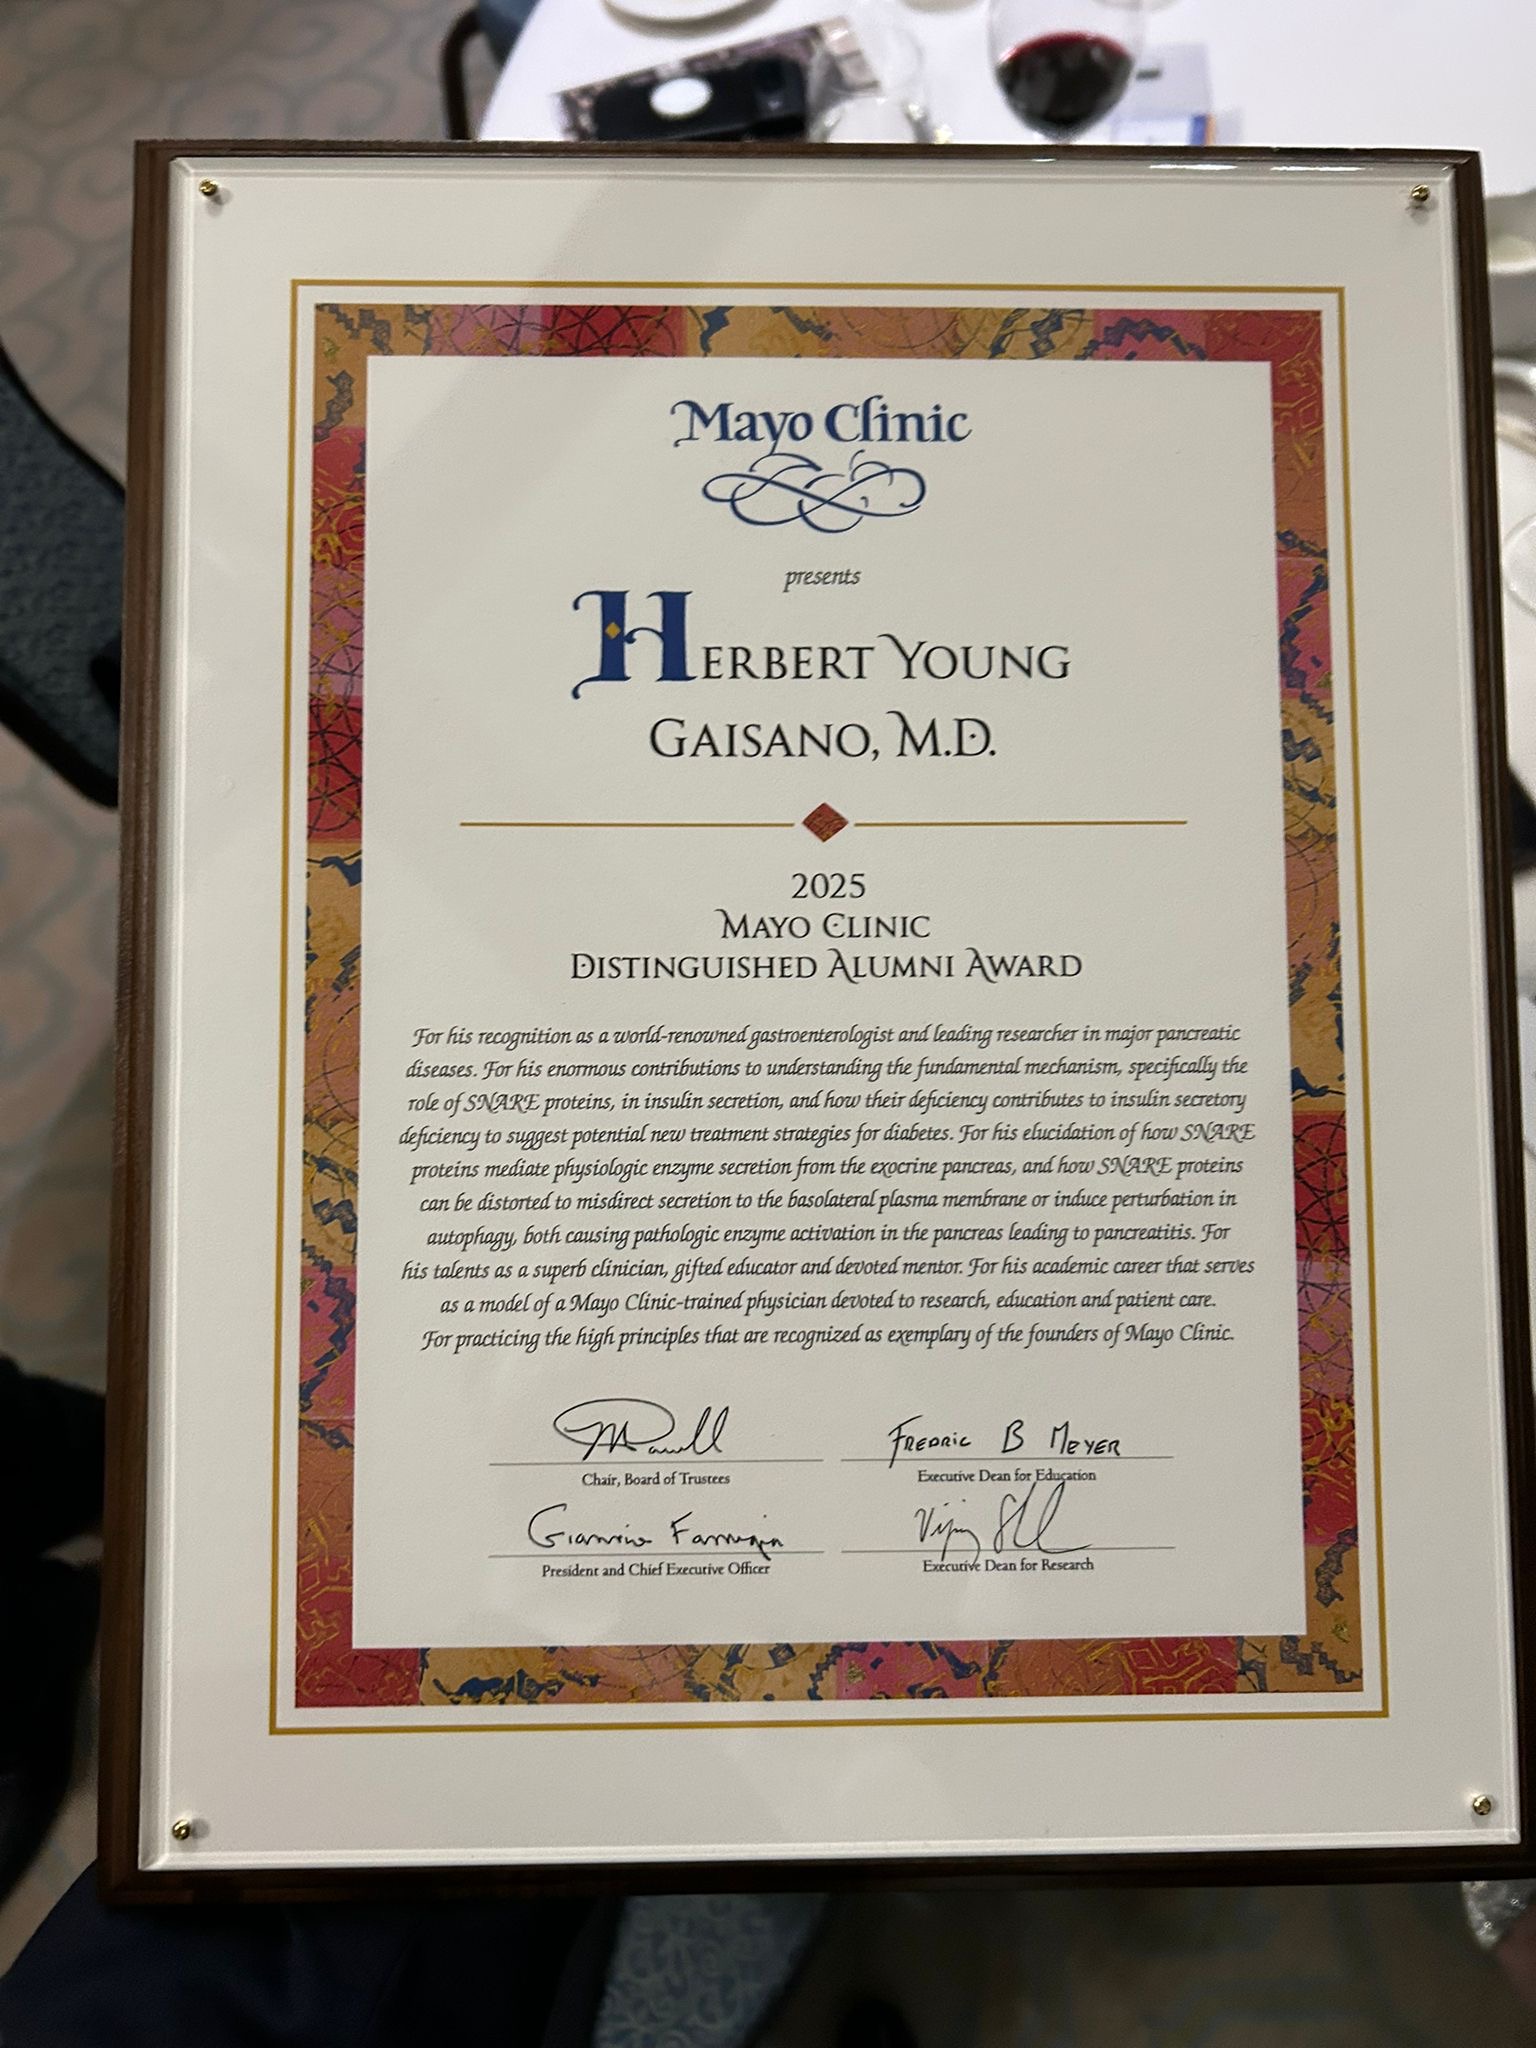 Mayo Clinic
presents
HERBERT YOUNG
GAISANO, M.D.
2025
MAYO CLINIC
DISTINGUISHED ALUMNI AWARD
For his recognition as a world-renowned gastroenterologist and leading researcher in major pancreatic
diseases. For his enormous contributions to understanding the fundamental mechanism, specifically the
role of SNARE proteins, in insulin secretion, and how their deficiency contributes to insulin secretory
deficiency to suggest potential new treatment strategies for diabetes. For his elucidation of how SNARE
proteins mediate physiologic enzyme secretion from the exocrine pancreas, and how SNARE proteins
can be distorted to misdirect secretion to the basolateral plasma membrane or induce perturbation in
autophagy, both causing pathologic enzyme activation in the pancreas leading to pancreatitis. For
his talents as a superb clinician, gifted educator and devoted mentor. For his academic career that serves
as a model of a Mayo Clinic-trained physician devoted to research, education and patient care.
For practicing the high principles that are recognized as exemplary of the founders of Mayo Clinic.
FREDRIC B MEYER
Chair, Board of Trustees
Executive Dean for Education
President and Chief Executive Officer
Executive Dean for Research